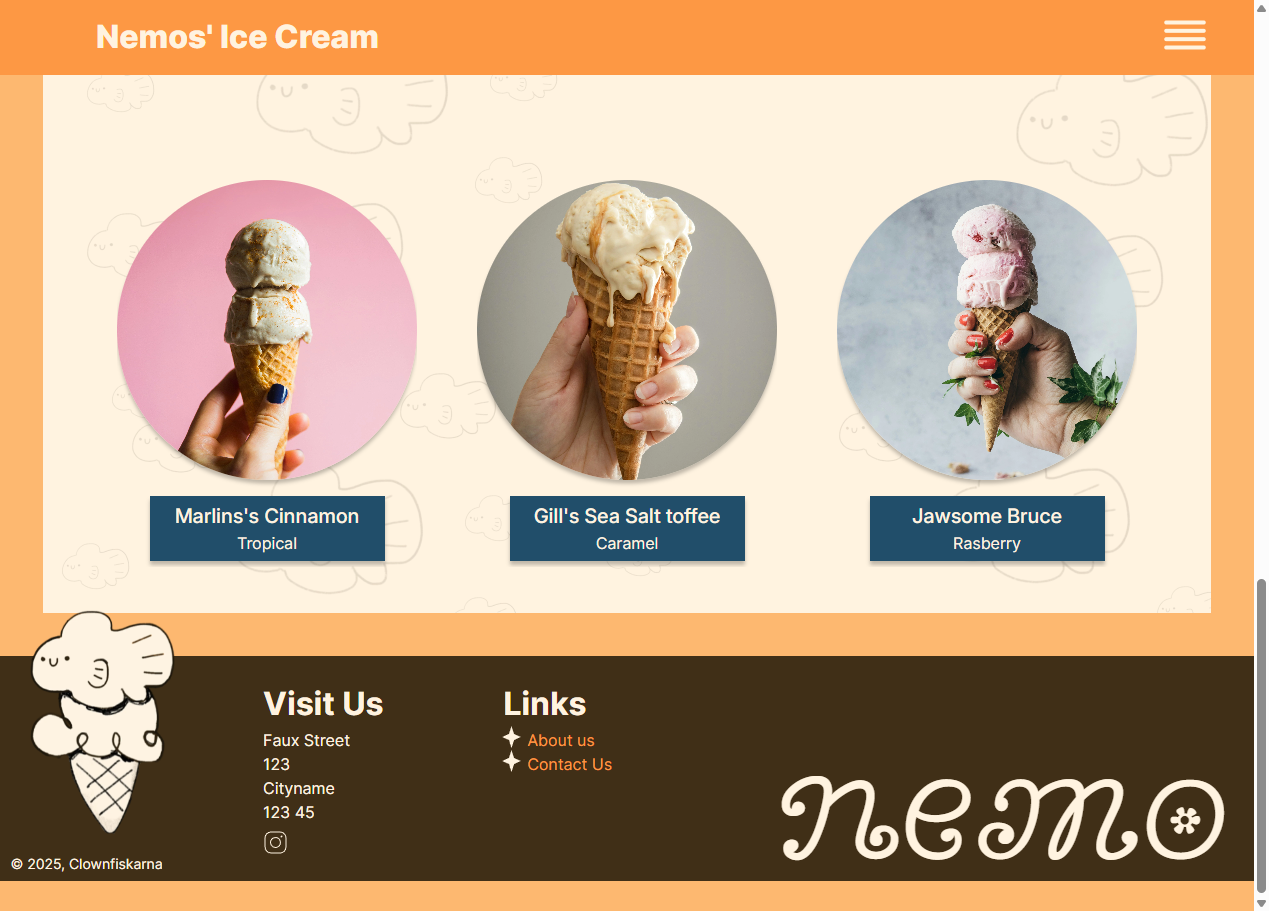 Nemos' Ice Cream
Marlins's Cinnamon
Tropical
Gill's Sea Salt toffee
Caramel
Jawsome Bruce
Rasberry
Visit Us
Faux Street
123
Cityname
123 45
Links
About us
Contact Us
nemo
© 2025, Clownfiskarna